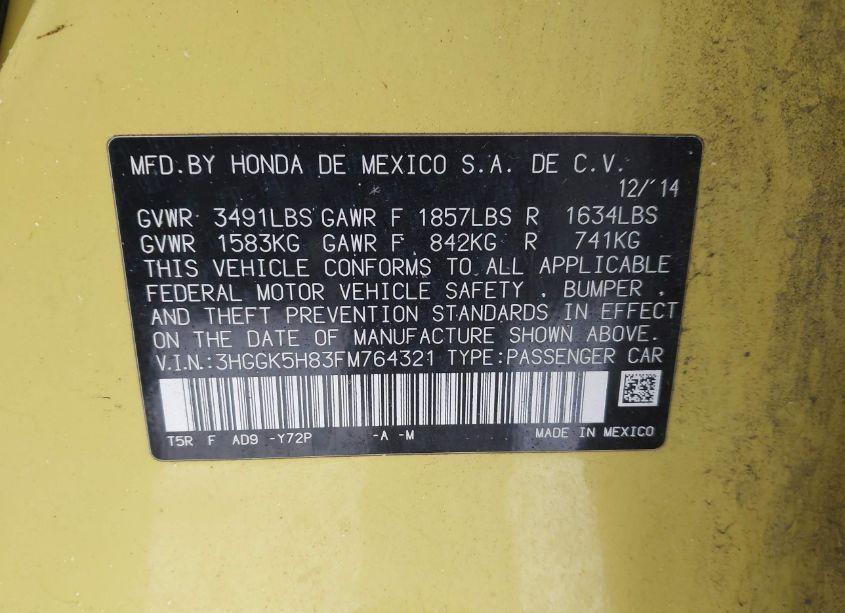 MFD.BY HONDA DE MEXICO S.A. DE C.V.
12/'14
GVWR 3491LBS GAWR F 1857LBS R 1634LBS
GVWR 1583KG GAWR F 842KG R 741KG
THIS VEHICLE CONFORMS TO ALL APPLICABLE
FEDERAL MOTOR VEHICLE SAFETY , BUMPER ,
AND THEFT PREVENTION STANDARDS IN EFFECT
ON THE DATE OF MANUFACTURE SHOWN ABOVE.
V.I.N.:3HGGK5H83FM764321 TYPE:PASSENGER CAR
T5R F AD9 -Y72P -A -M MADE IN MEXICO